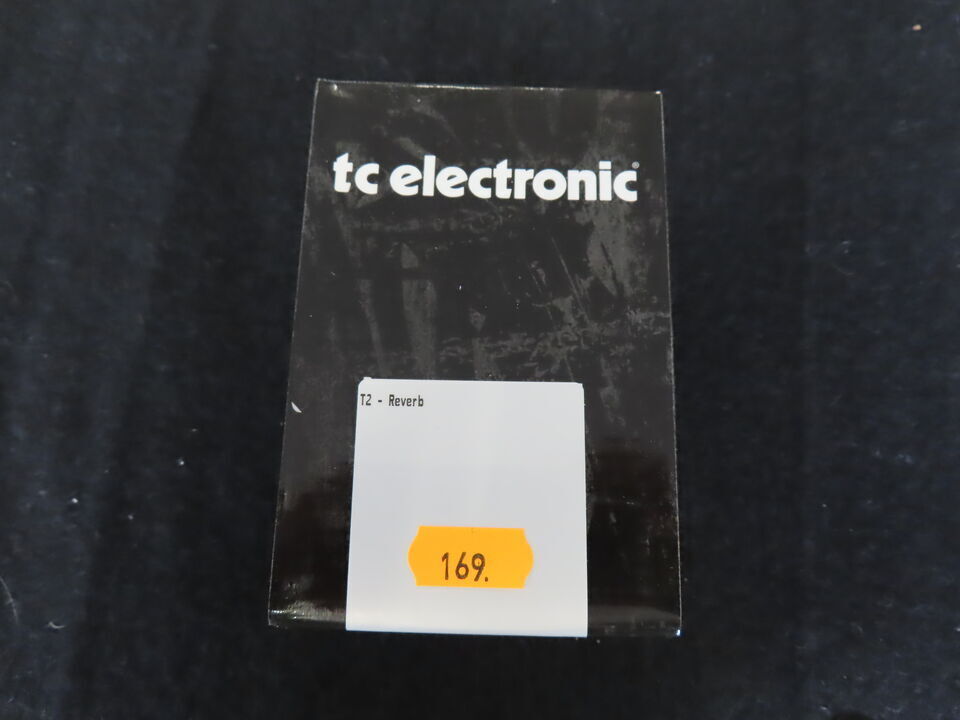 tc electronic®
T2 - Reverb
169.